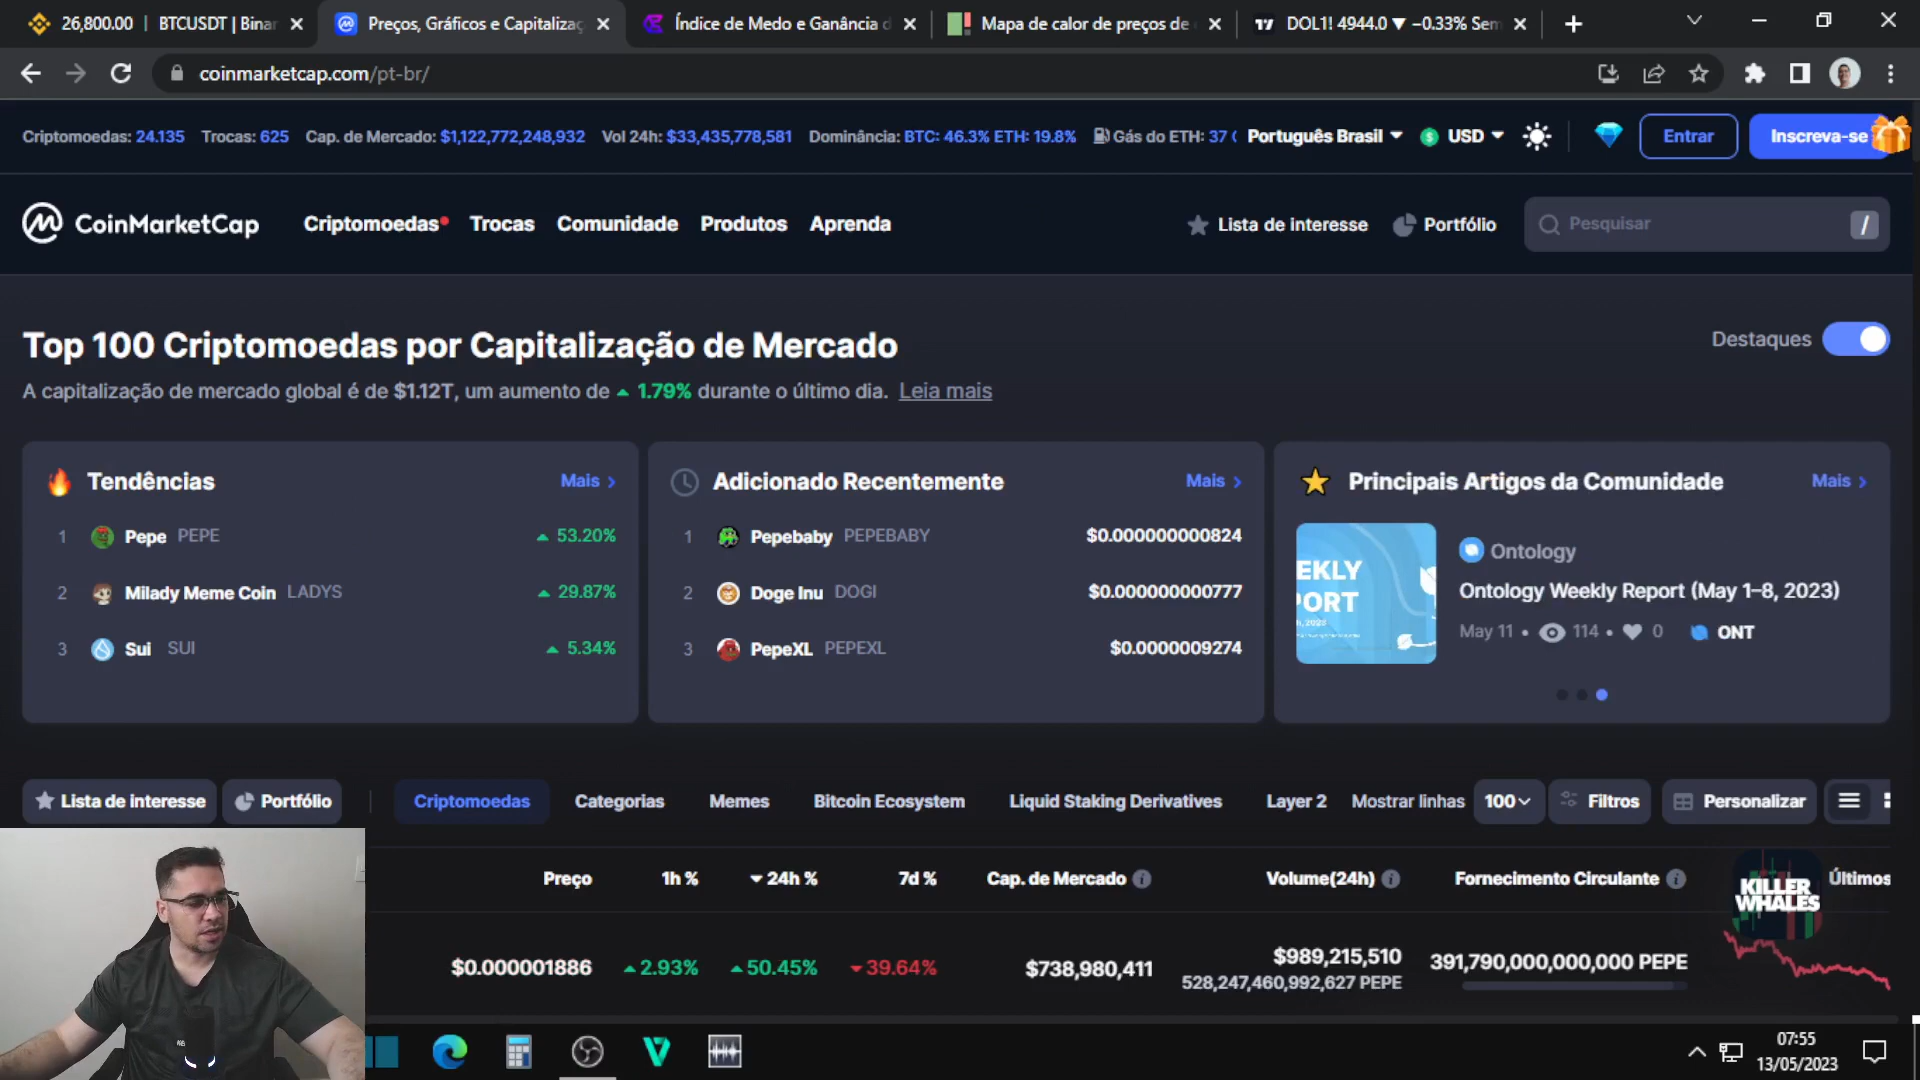 26,800.00 | BTCUSDT | Binan
Preços, Gráficos e Capitalizaç
Índice de Medo e Ganância d
Mapa de calor de preços de
DOL1! 4944.0 ▼ −0.33% Sem
coinmarketcap.com/pt-br/
Criptomoedas: 24.135 Trocas: 625 Cap. de Mercado: $1,122,772,248,932 Vol 24h: $33,435,778,581 Dominância: BTC: 46.3% ETH: 19.8% Gás do ETH: 37 Português Brasil USD Entrar Inscreva-se
CoinMarketCap Criptomoedas Trocas Comunidade Produtos Aprenda Lista de interesse Portfólio Pesquisar /
Top 100 Criptomoedas por Capitalização de Mercado
Destaques
A capitalização de mercado global é de $1.12T, um aumento de 1.79% durante o último dia. Leia mais
Tendências Mais
1 Pepe PEPE 53.20%
2 Milady Meme Coin LADYS 29.87%
3 Sui SUI 5.34%
Adicionado Recentemente Mais
1 Pepebaby PEPEBABY $0.000000000824
2 Doge Inu DOGI $0.000000000777
3 PepeXL PEPEXL $0.0000009274
Principais Artigos da Comunidade Mais
EKLY
PORT
Ontology
Ontology Weekly Report (May 1–8, 2023)
May 11 • 114 • 0 ONT
Lista de interesse Portfólio Criptomoedas Categorias Memes Bitcoin Ecosystem Liquid Staking Derivatives Layer 2 Mostrar linhas 100 Filtros Personalizar
Preço 1h % 24h % 7d % Cap. de Mercado Volume(24h) Fornecimento Circulante Últimos
KILLER
WHALES
$0.000001886 2.93% 50.45% 39.64% $738,980,411 $989,215,510 391,790,000,000,000 PEPE
528,247,460,992,627 PEPE
07:55
13/05/2023